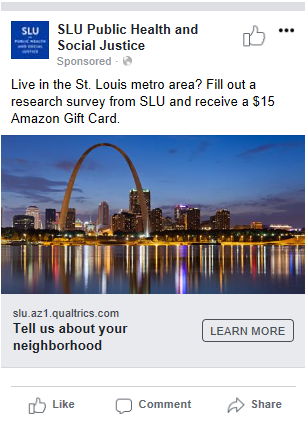 SLU
PUBLIC HEALTH
AND SOCIAL
JUSTICE
SLU Public Health and
Social Justice
Sponsored ·
Live in the St. Louis metro area? Fill out a
research survey from SLU and receive a $15
Amazon Gift Card.
slu.az1.qualtrics.com
Tell us about your
neighborhood
LEARN MORE
Like
Comment
Share